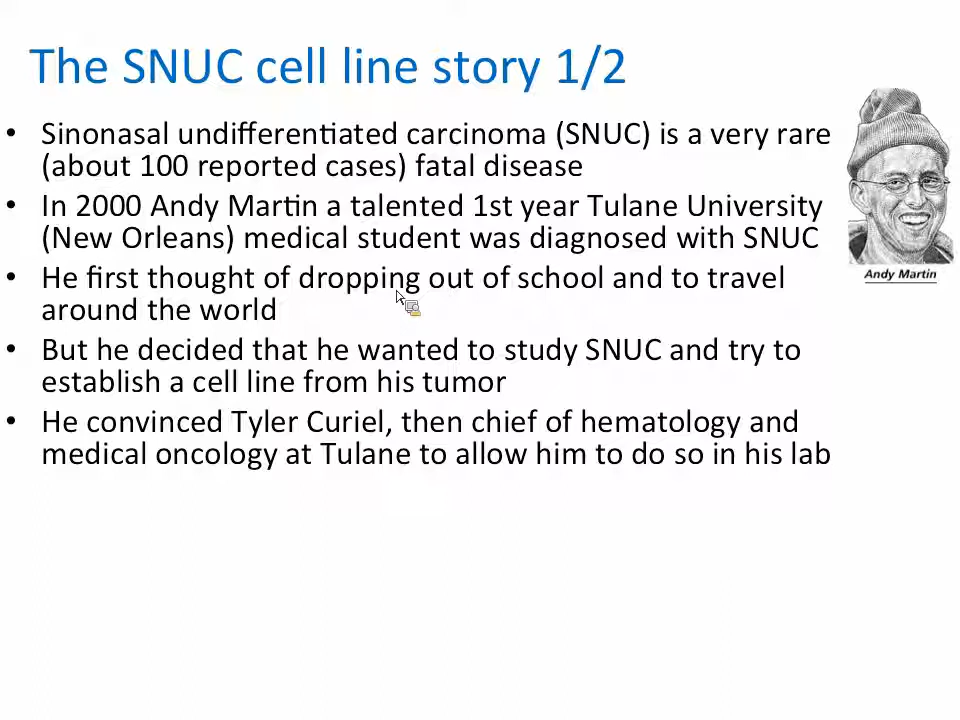 The SNUC cell line story 1/2
• Sinonasal undifferentiated carcinoma (SNUC) is a very rare
(about 100 reported cases) fatal disease
• In 2000 Andy Martin a talented 1st year Tulane University
(New Orleans) medical student was diagnosed with SNUC
• He first thought of dropping out of school and to travel
around the world
• But he decided that he wanted to study SNUC and try to
establish a cell line from his tumor
• He convinced Tyler Curiel, then chief of hematology and
medical oncology at Tulane to allow him to do so in his lab
Andy Martin